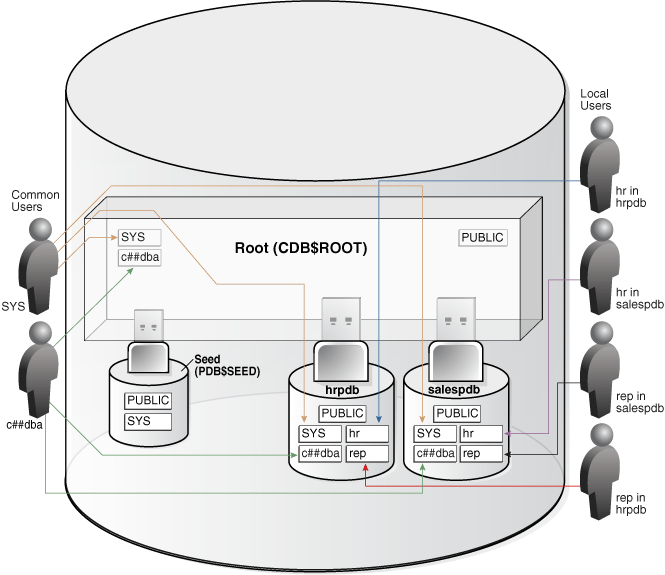 Local
Users
hr in
hrpdb
Common
Users
SYS
c##dba
Root (CDB$ROOT)
PUBLIC
SYS
hr in
salespdb
Seed
(PDB$SEED)
PUBLIC
SYS
hrpdb
PUBLIC
SYS
hr
c##dba
rep
salespdb
PUBLIC
SYS
hr
c##dba
rep
rep in
salespdb
c##dba
rep in
hrpdb